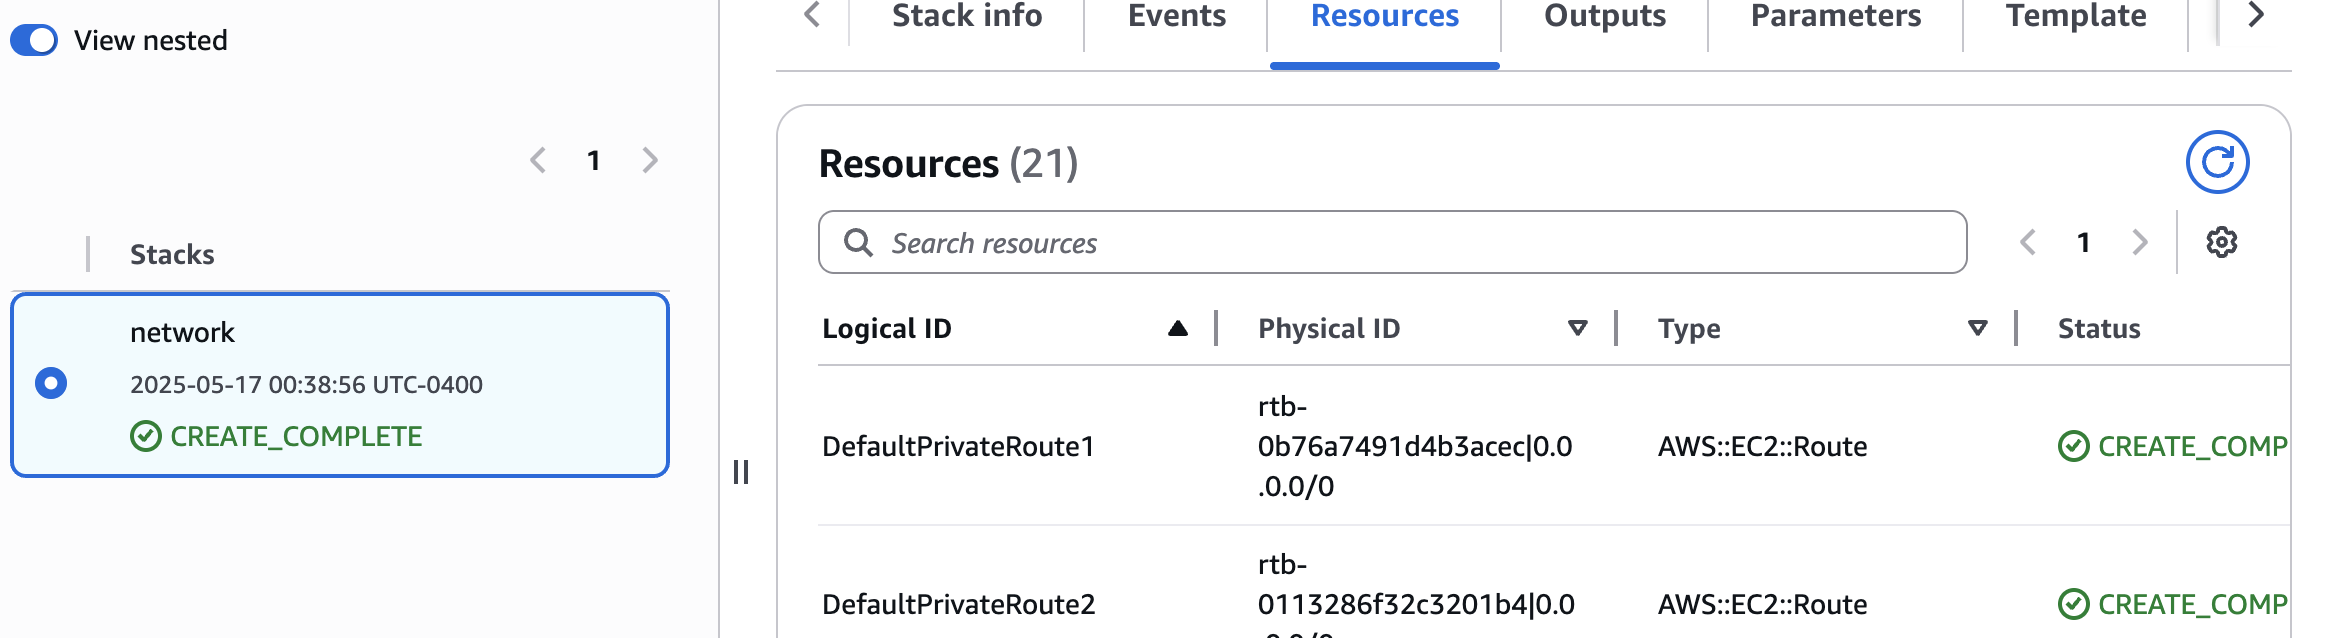 View nested
1
Stacks
network
2025-05-17 00:38:56 UTC-0400
CREATE_COMPLETE
Stack info
Events
Resources
Outputs
Parameters
Template
Resources (21)
Search resources
1
Logical ID
Physical ID
Type
Status
DefaultPrivateRoute1
rtb-
0b76a7491d4b3acec|0.0
.0.0/0
AWS::EC2::Route
CREATE_COMP
DefaultPrivateRoute2
rtb-
0113286f32c3201b4|0.0
AWS::EC2::Route
CREATE_COMP